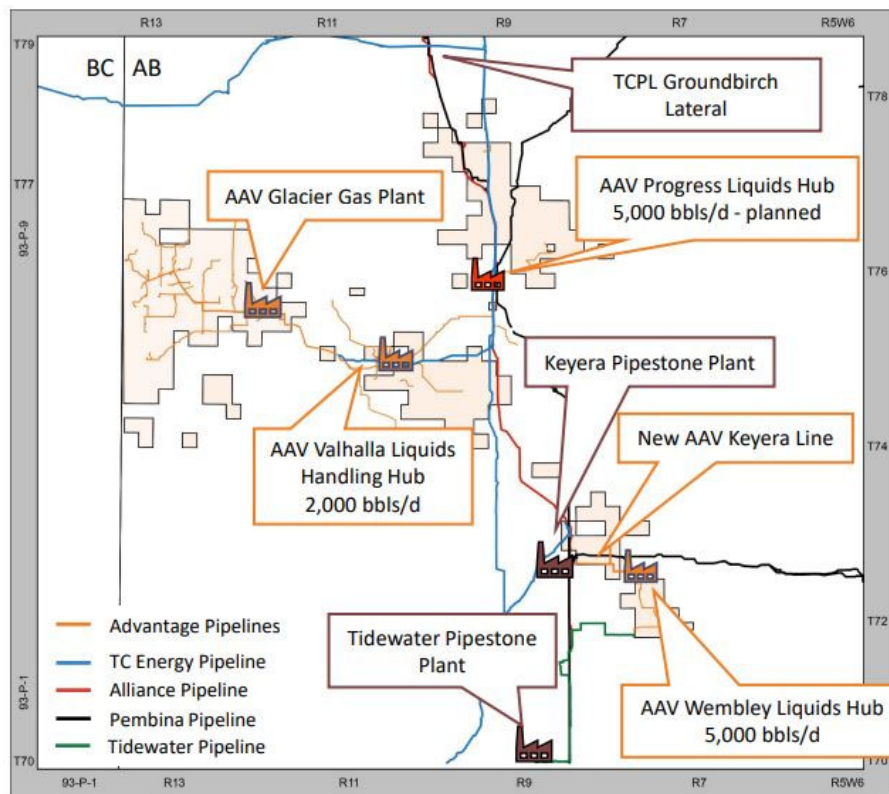 R13 R11 R9 R7 R5W6
T79
BC AB
TCPL Groundbirch
Lateral
T78
T77
AAV Glacier Gas Plant
AAV Progress Liquids Hub
5,000 bbls/d - planned
93-P-9
T76
Keyera Pipestone Plant
New AAV Keyera Line
T74
AAV Valhalla Liquids
Handling Hub
2,000 bbls/d
T72
Advantage Pipelines
TC Energy Pipeline
Alliance Pipeline
Pembina Pipeline
Tidewater Pipeline
Tidewater Pipestone
Plant
AAV Wembley Liquids Hub
5,000 bbls/d
93-P-1
T70
T70
93-P-1 R13 R11 R9 R7 R5W6